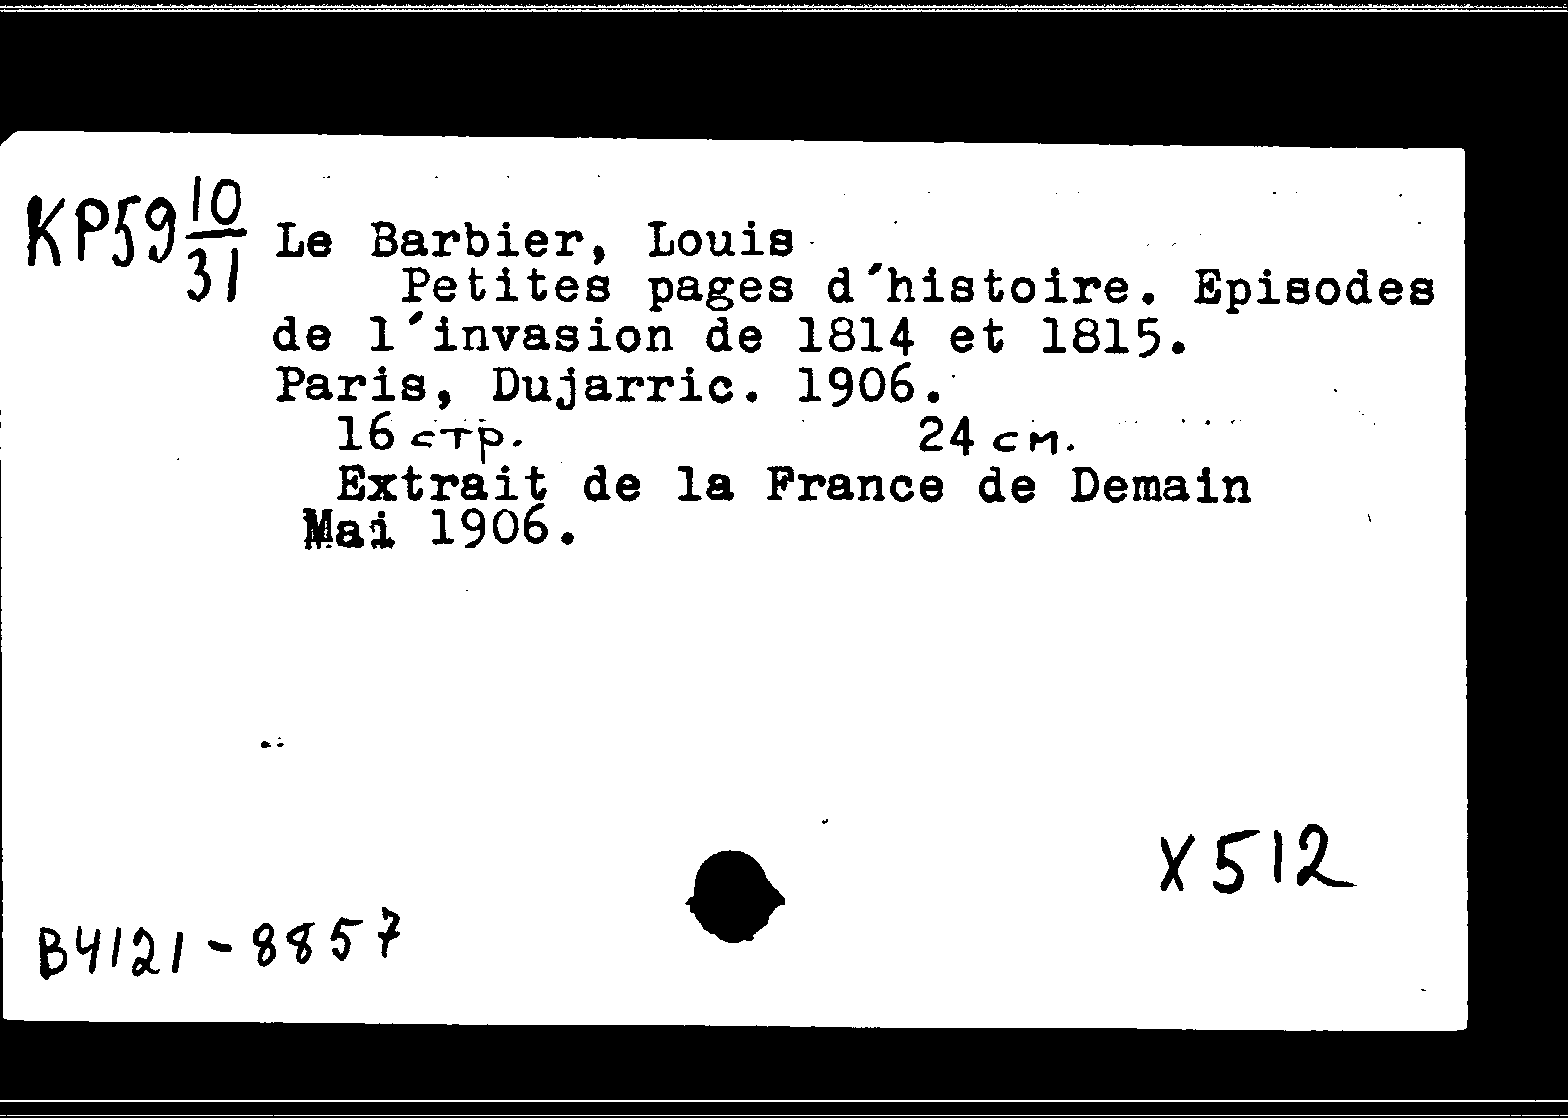 KP59 10/31
Le Barbier, Louis
Petites pages d´histoire. Episodes
de l´invasion de 1814 et 1815.
Paris, Dujarric. 1906.
16 стр. 24 см.
Extrait de la France de Demain
Mai 1906.
X 512
B4121-8857